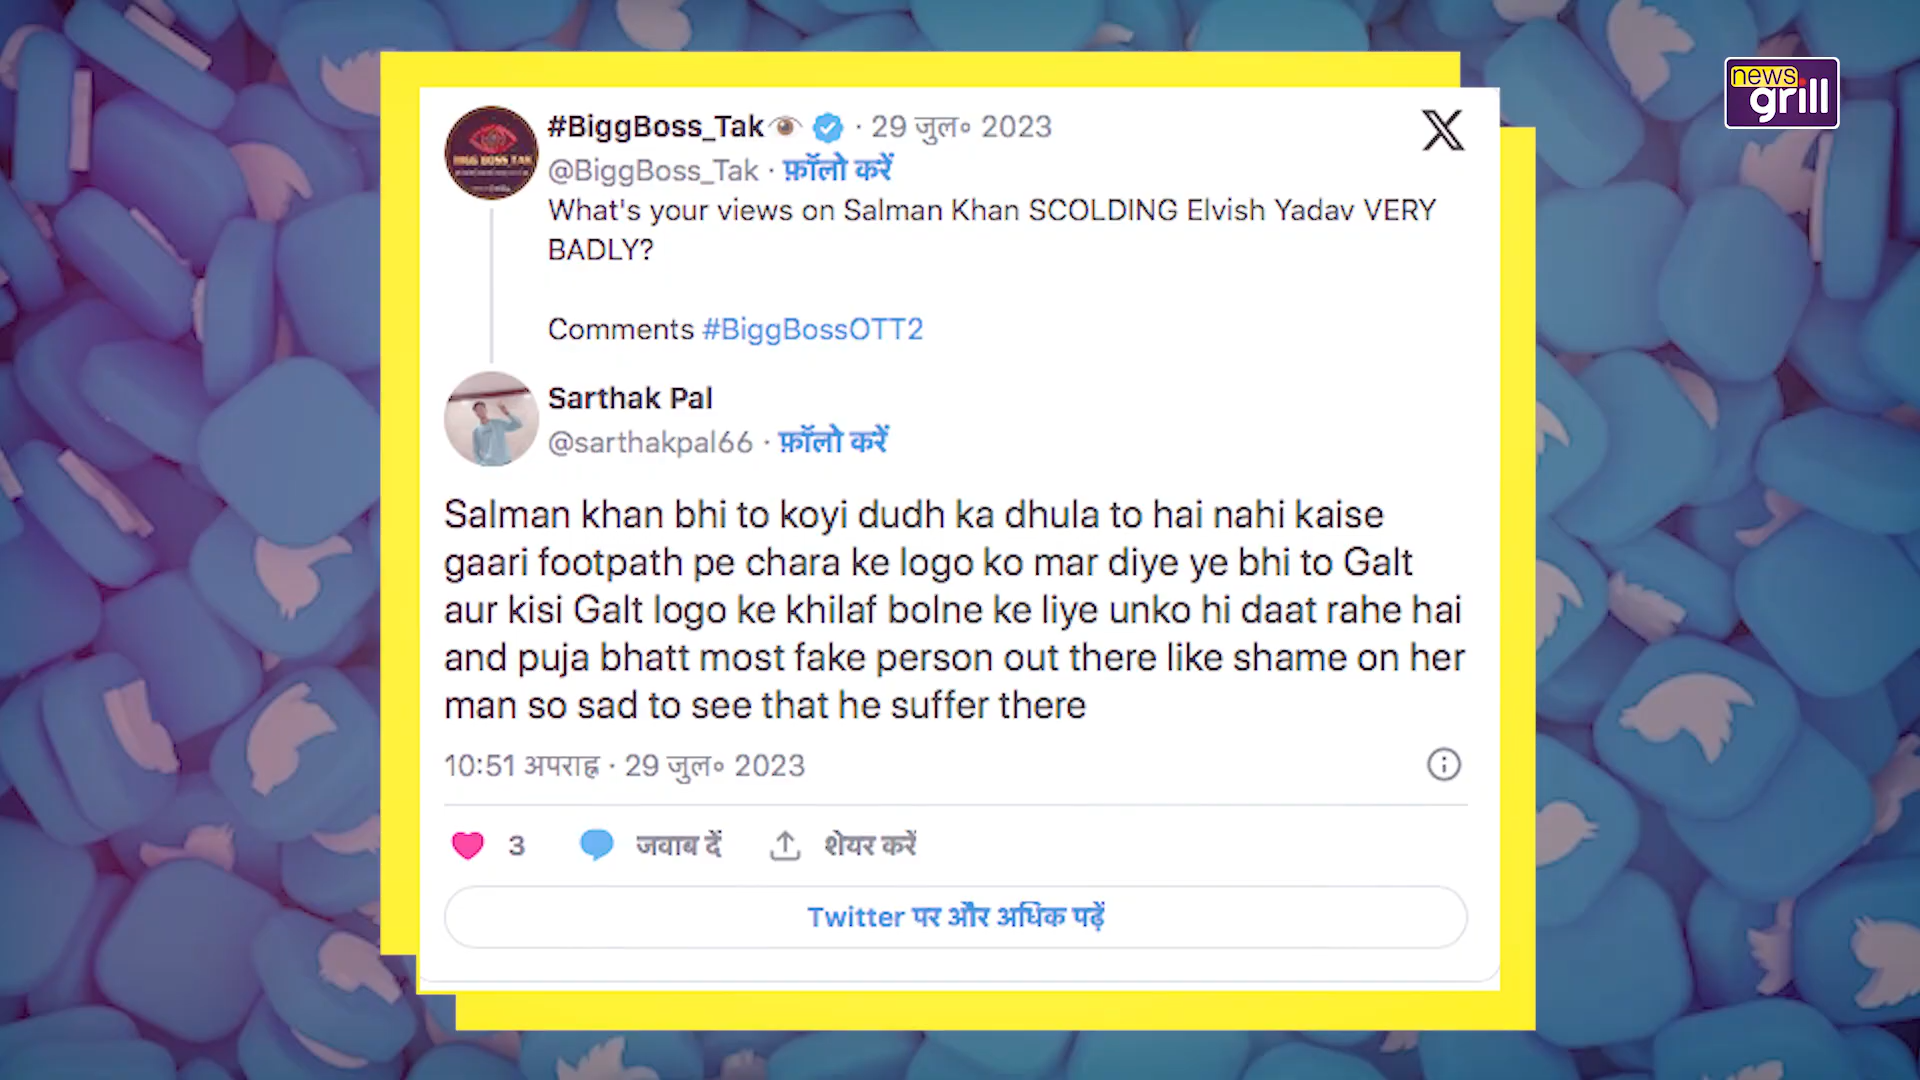 news
grill
#BiggBoss_Tak👁 · 29 जुल॰ 2023
@BiggBoss_Tak · फ़ॉलो करें
What's your views on Salman Khan SCOLDING Elvish Yadav VERY
BADLY?
Comments #BiggBossOTT2
BIGG BOSS TAK
Sarthak Pal
@sarthakpal66 · फ़ॉलो करें
Salman khan bhi to koyi dudh ka dhula to hai nahi kaise
gaari footpath pe chara ke logo ko mar diye ye bhi to Galt
aur kisi Galt logo ke khilaf bolne ke liye unko hi daat rahe hai
and puja bhatt most fake person out there like shame on her
man so sad to see that he suffer there
10:51 अपराह्न · 29 जुल॰ 2023
3 जवाब दें शेयर करें
Twitter पर और अधिक पढ़ें